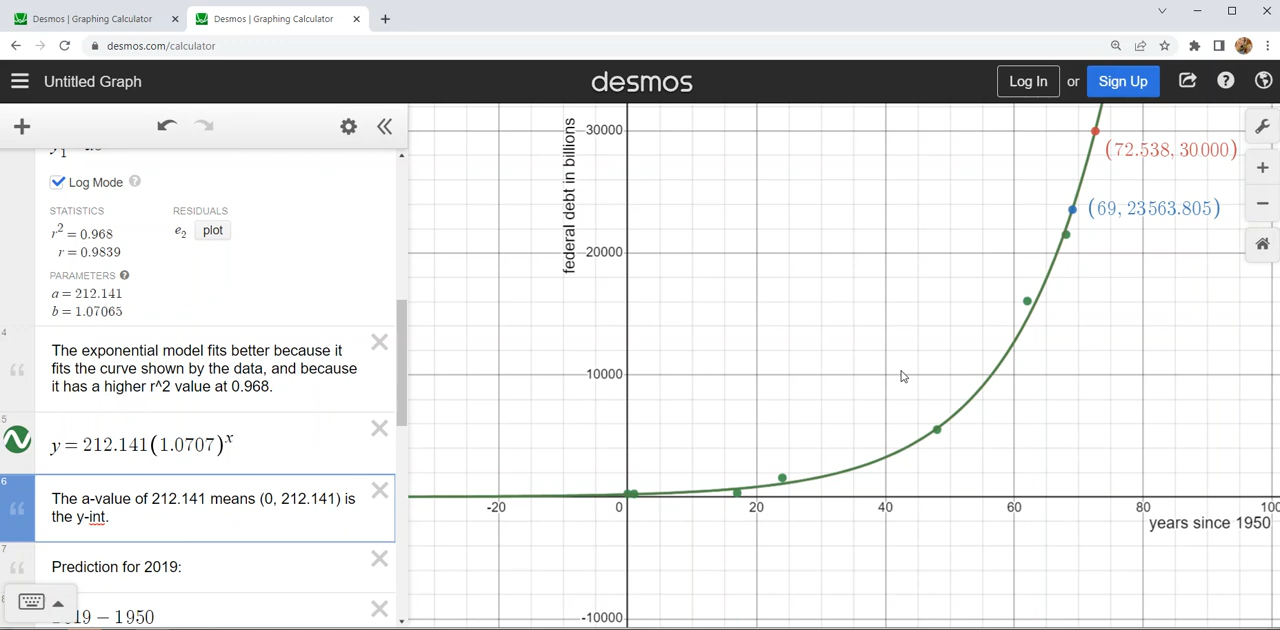 Desmos | Graphing Calculator
Desmos | Graphing Calculator
desmos.com/calculator
Untitled Graph
desmos
Log In or Sign Up
Log Mode
STATISTICS
RESIDUALS
r² = 0.968
e₂ plot
r = 0.9839
PARAMETERS
a = 212.141
b = 1.07065
4
The exponential model fits better because it
fits the curve shown by the data, and because
it has a higher r^2 value at 0.968.
5
y = 212.141(1.0707)ˣ
6
The a-value of 212.141 means (0, 212.141) is
the y-int.
7
Prediction for 2019:
19 − 1950
federal debt in billions
30000
20000
10000
-10000
(72.538, 30000)
(69, 23563.805)
-20
0
20
40
60
80
100
years since 1950